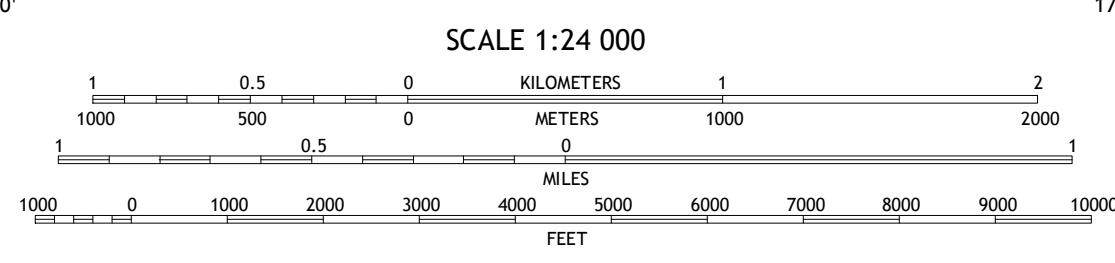 0' 17
SCALE 1:24 000
1 0.5 0 KILOMETERS 1 2
1000 500 0 METERS 1000 2000
1 0.5 0 1
MILES
1000 0 1000 2000 3000 4000 5000 6000 7000 8000 9000 10000
FEET